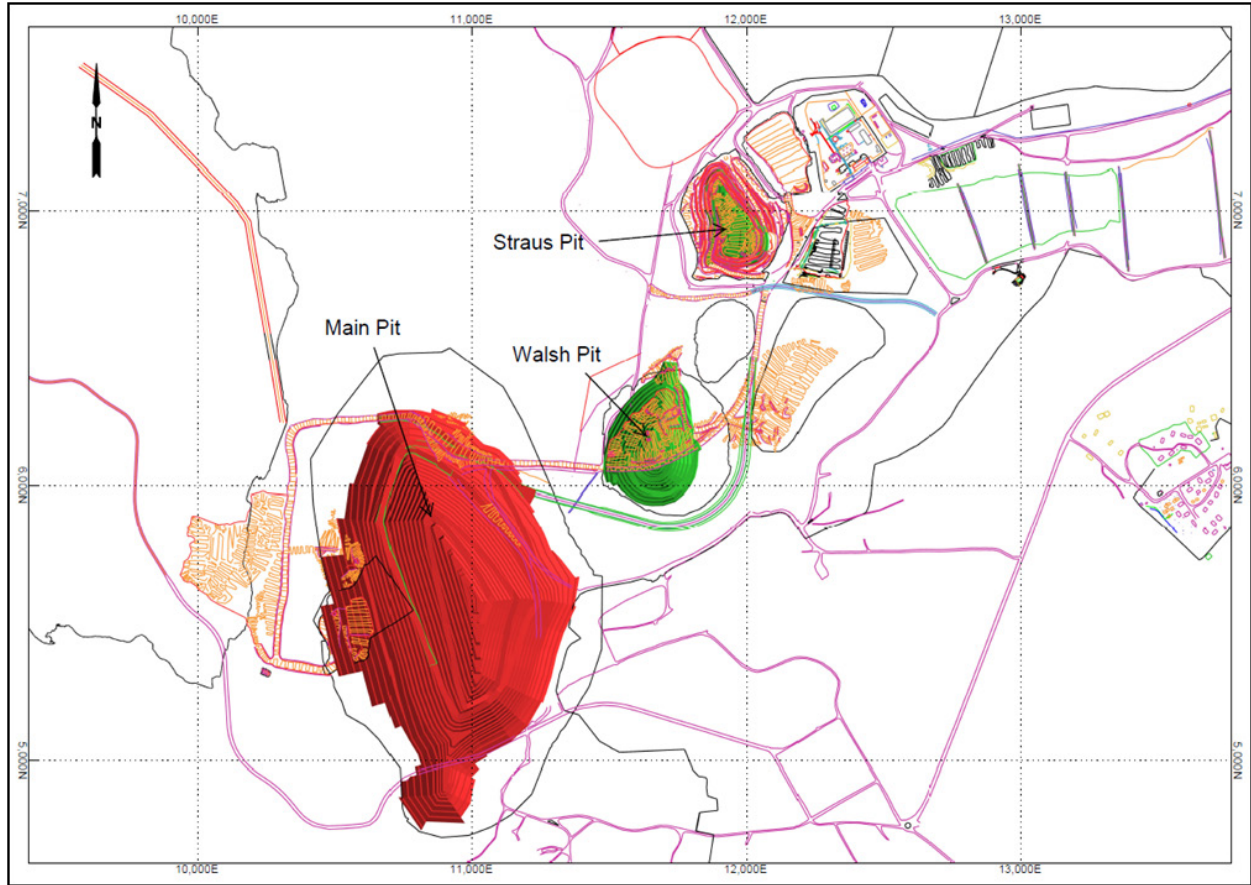 10,000E 11,000E 12,000E 13,000E
N
7,000N 7,000N
Straus Pit
Main Pit
Walsh Pit
6,000N 6,000N
5,000N 5,000N
10,000E 11,000E 12,000E 13,000E